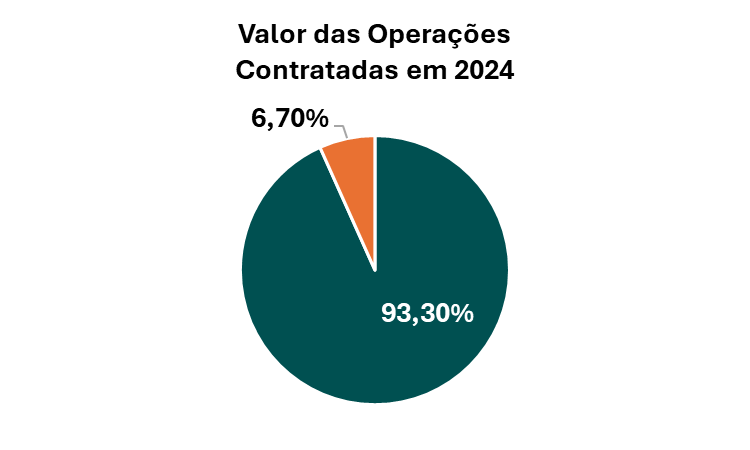 Valor das Operações
Contratadas em 2024
6,70%
93,30%